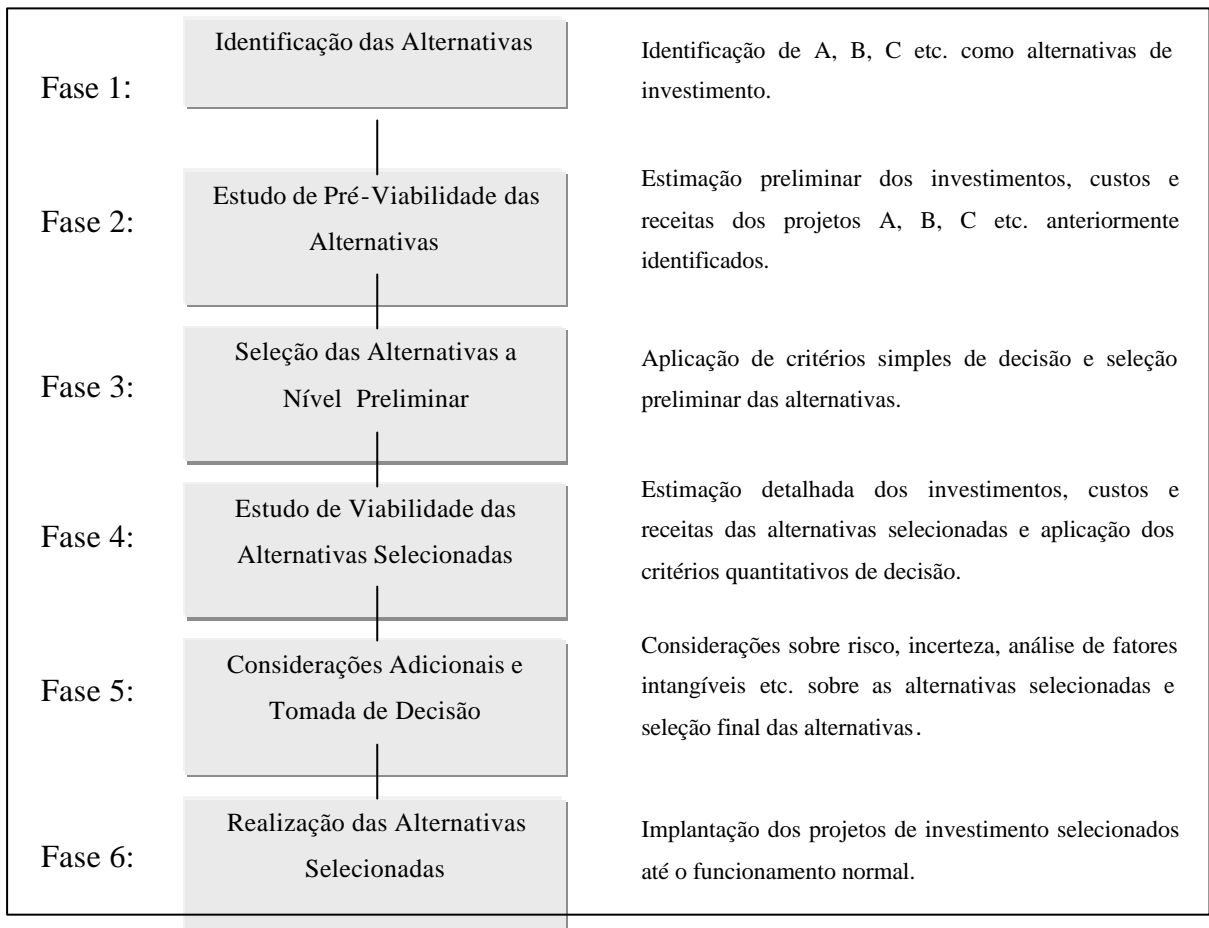 Identificação das Alternativas
Fase 1:
Identificação de A, B, C etc. como alternativas de
investimento.
Estudo de Pré-Viabilidade das
Alternativas
Fase 2:
Estimação preliminar dos investimentos, custos e
receitas dos projetos A, B, C etc. anteriormente
identificados.
Seleção das Alternativas a
Nível Preliminar
Fase 3:
Aplicação de critérios simples de decisão e seleção
preliminar das alternativas.
Estudo de Viabilidade das
Alternativas Selecionadas
Fase 4:
Estimação detalhada dos investimentos, custos e
receitas das alternativas selecionadas e aplicação dos
critérios quantitativos de decisão.
Considerações Adicionais e
Tomada de Decisão
Fase 5:
Considerações sobre risco, incerteza, análise de fatores
intangíveis etc. sobre as alternativas selecionadas e
seleção final das alternativas.
Realização das Alternativas
Selecionadas
Fase 6:
Implantação dos projetos de investimento selecionados
até o funcionamento normal.